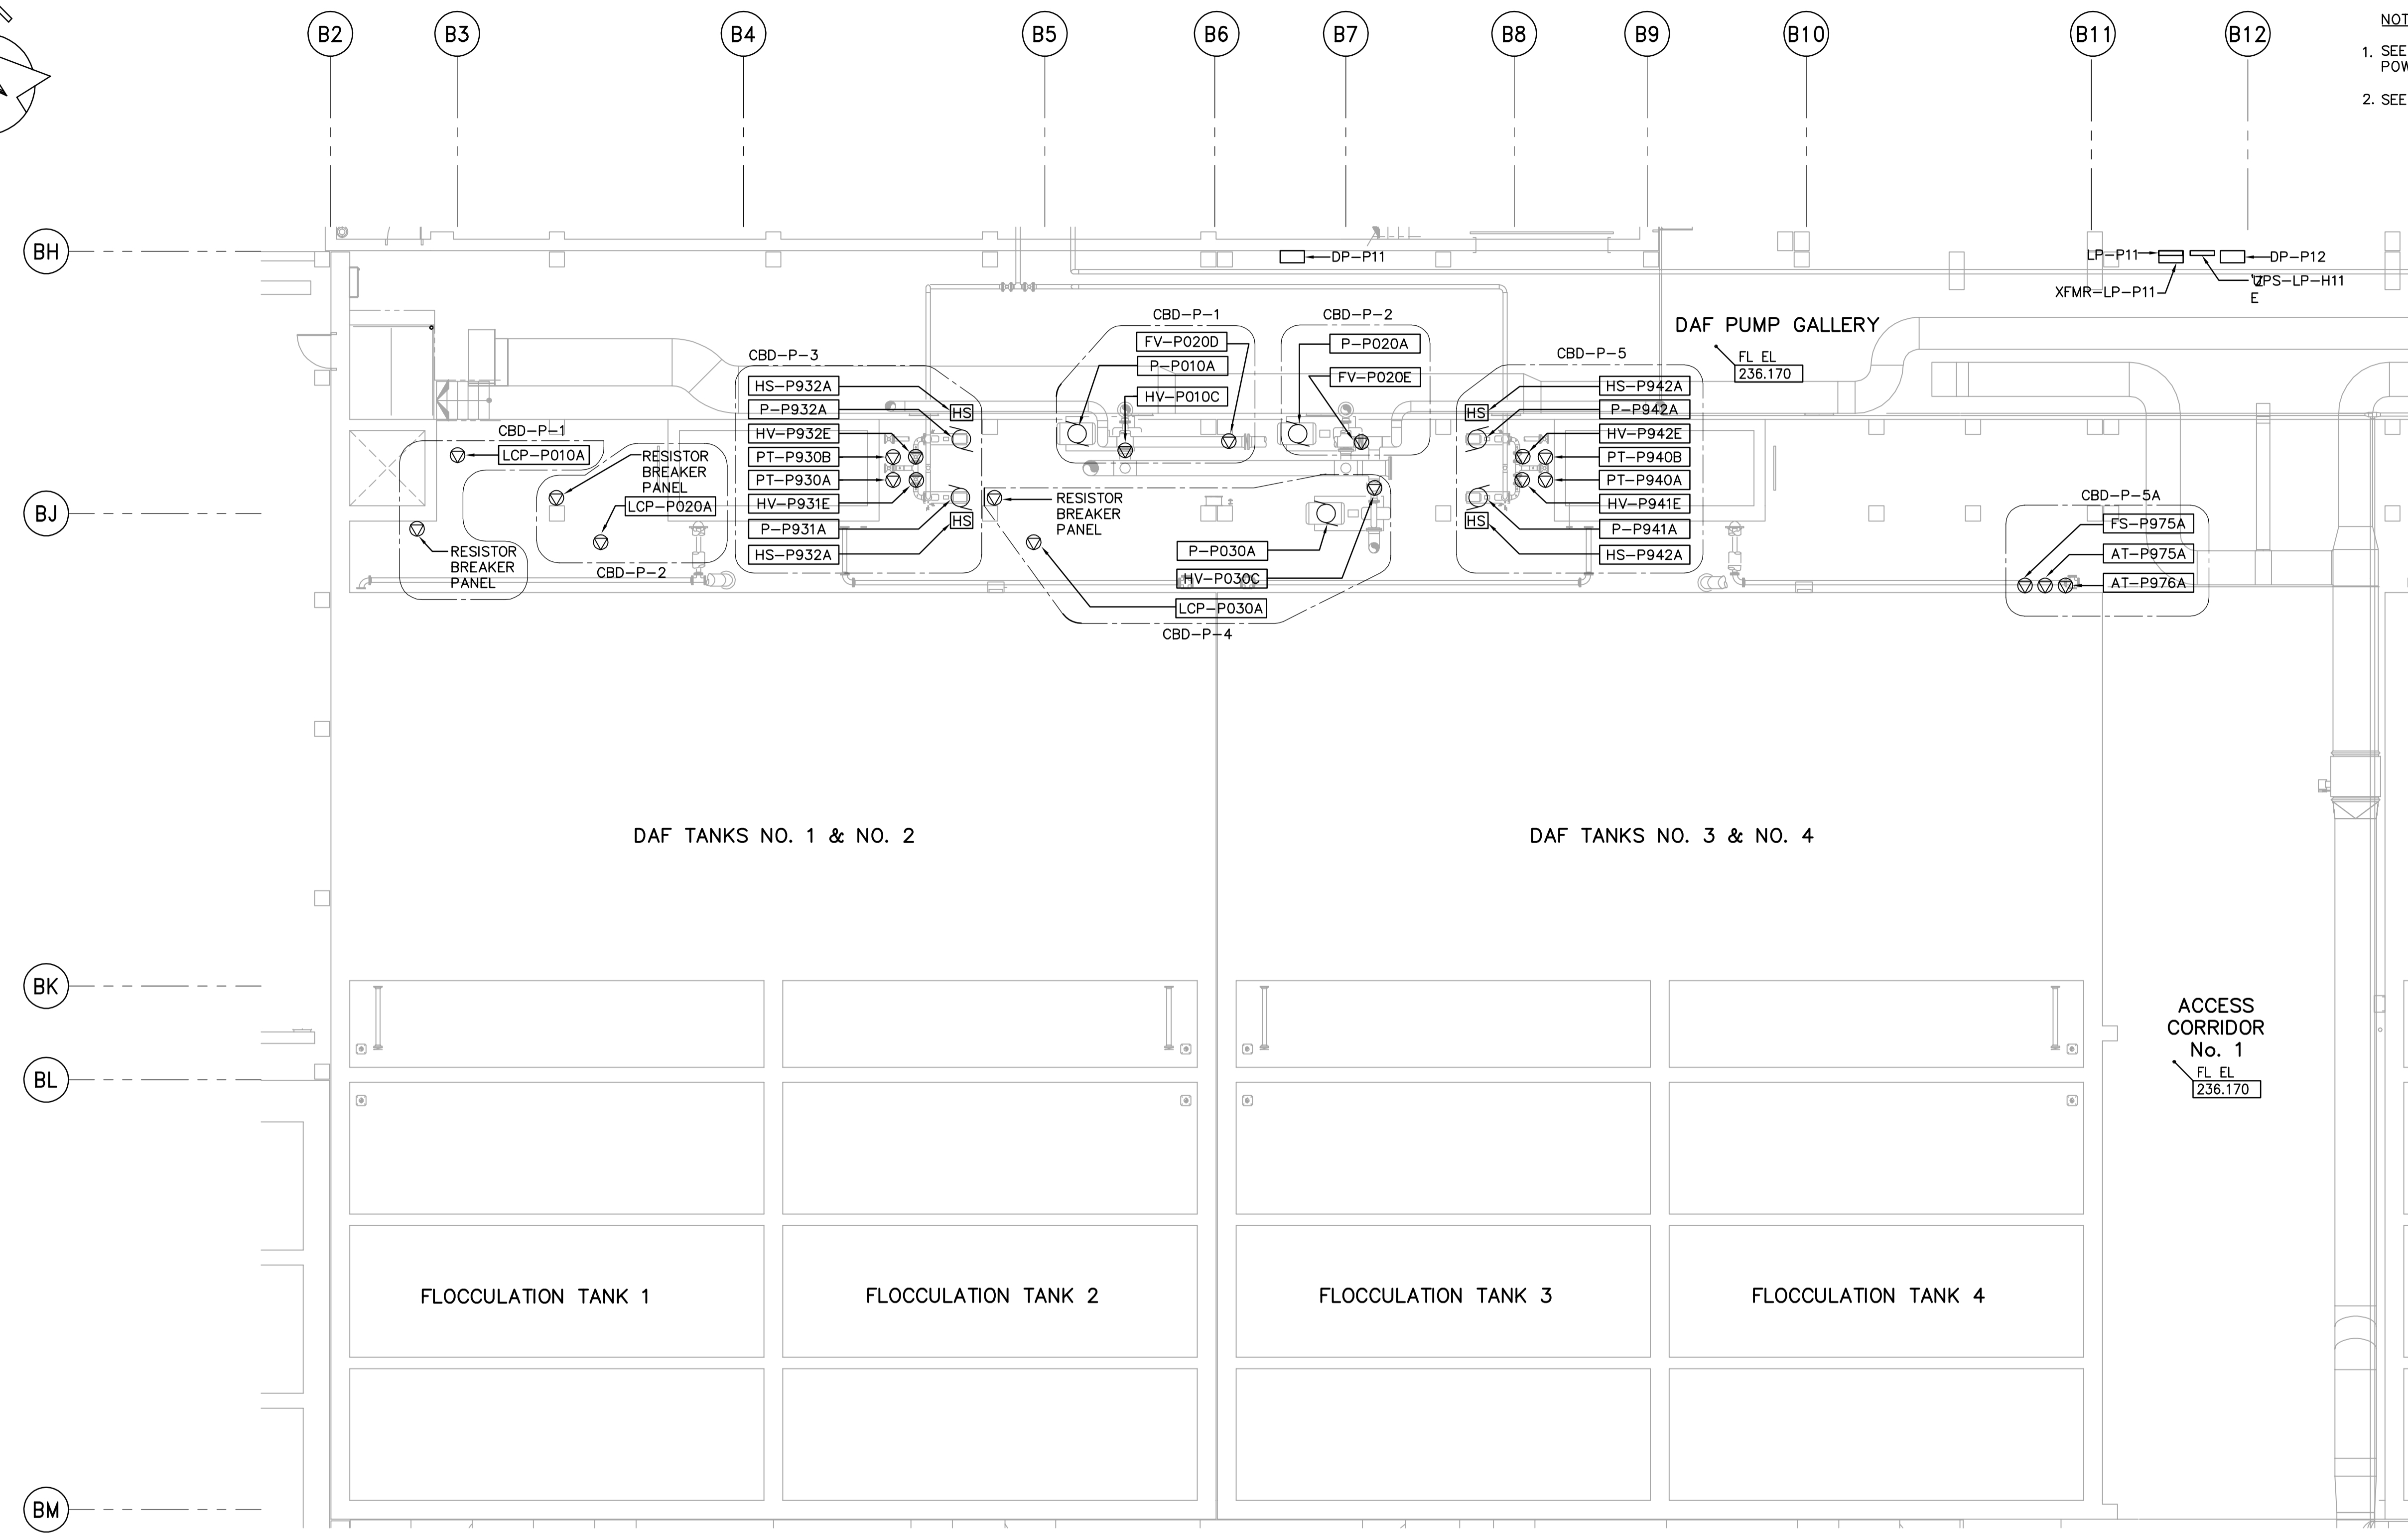 B2 B3 B4 B5 B6 B7 B8 B9 B10 B11 B12
1. SEE
2. SEE
BH
DP-P11
LP-P11
XFMR-LP-P11
DP-P12
UPS-LP-H11
E
CBD-P-1
FV-P020D
P-P010A
HV-P010C
CBD-P-2
P-P020A
FV-P020E
DAF PUMP GALLERY
FL EL
236.170
CBD-P-3
HS-P932A
P-P932A
HV-P932E
PT-P930B
PT-P930A
HV-P931E
P-P931A
HS-P932A
HS
HS
CBD-P-5
HS-P942A
P-P942A
HV-P942E
PT-P940B
PT-P940A
HV-P941E
P-P941A
HS-P942A
HS
HS
CBD-P-1
LCP-P010A
RESISTOR
BREAKER
PANEL
RESISTOR
BREAKER
PANEL
LCP-P020A
CBD-P-2
BJ
RESISTOR
BREAKER
PANEL
P-P030A
HV-P030C
LCP-P030A
CBD-P-4
CBD-P-5A
FS-P975A
AT-P975A
AT-P976A
DAF TANKS NO. 1 & NO. 2
DAF TANKS NO. 3 & NO. 4
BK
ACCESS
CORRIDOR
No. 1
FL EL
236.170
BL
FLOCCULATION TANK 1
FLOCCULATION TANK 2
FLOCCULATION TANK 3
FLOCCULATION TANK 4
BM